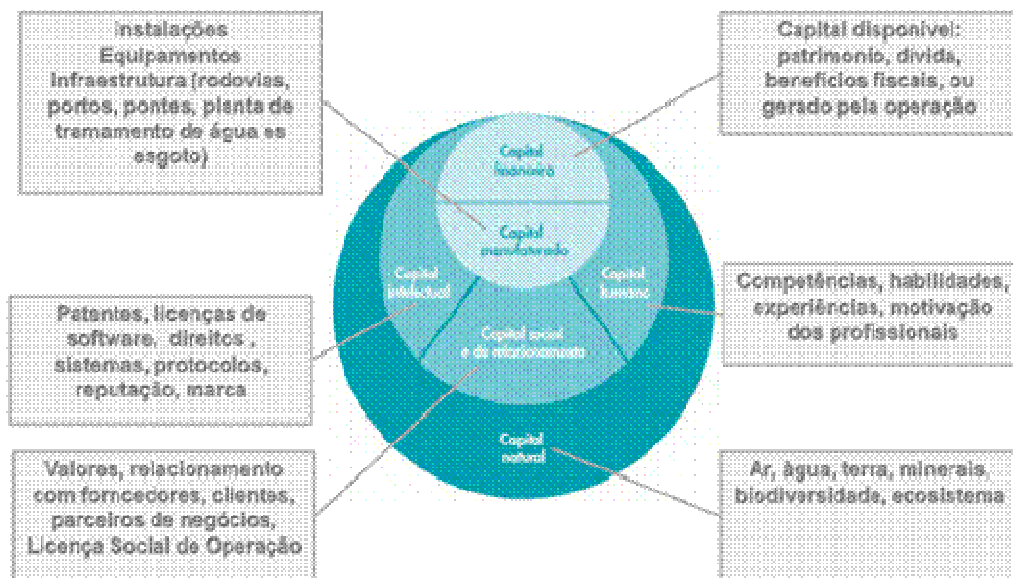 Instalações
Equipamentos
Infraestrutura (rodovias,
portos, pontes, planta de
tramamento de água es
esgoto)
Capital disponível:
patrimonio, divida,
beneficios fiscais, ou
gerado pela operação
Capital
financeiro
Capital
manufaturado
Capital
intelectual
Capital
humano
Capital social
e de relacionamento
Capital
natural
Patentes, licenças de
software, direitos ,
sistemas, protocolos,
reputação, marca
Competências, habilidades,
experiências, motivação
dos profissionais
Valores, relacionamento
com forncedores, clientes,
parceiros de negócios,
Licença Social de Operação
Ar, água, terra, minerais,
biodiversidade, ecosistema